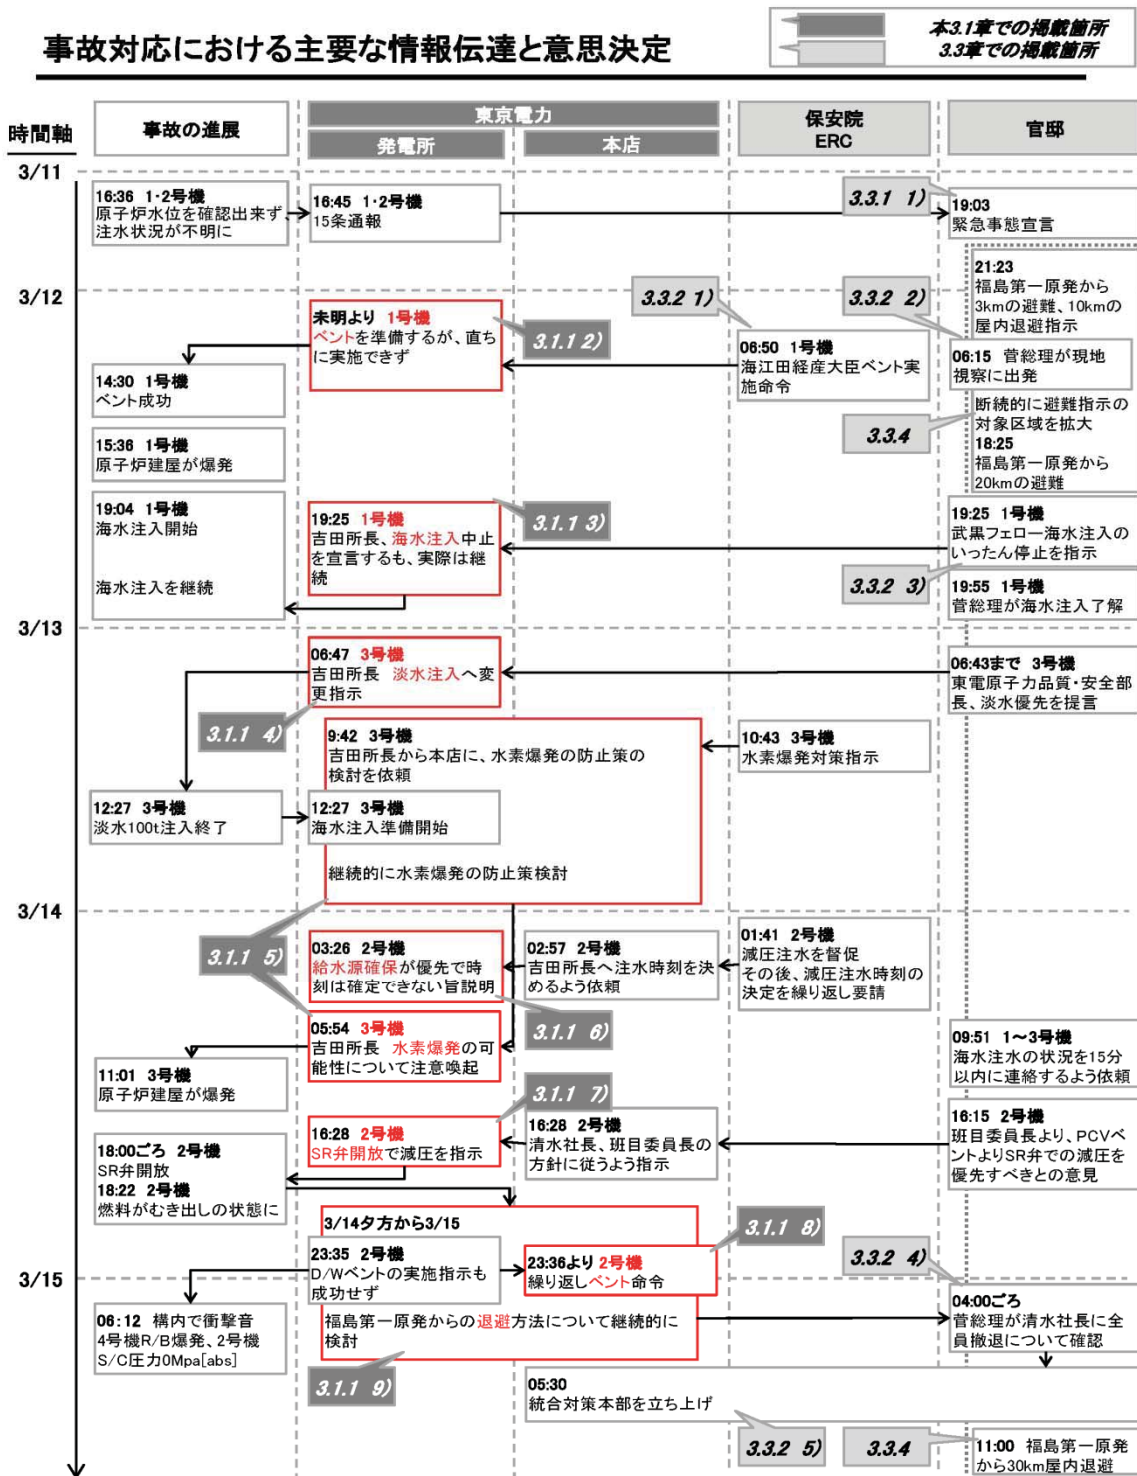 事故対応における主要な情報伝達と意思決定
本3.1章での掲載箇所
3.3章での掲載箇所
時間軸
事故の進展
東京電力
発電所
本店
保安院
ERC
官邸
3/11
16:36 1・2号機
原子炉水位を確認出来ず、
注水状況が不明に
16:45 1・2号機
15条通報
3.3.1 1)
19:03
緊急事態宣言
21:23
福島第一原発から
3kmの避難、10kmの
屋内退避指示
3/12
3.3.2 1)
3.3.2 2)
未明より 1号機
ベントを準備するが、直ち
に実施できず
3.1.1 2)
06:50 1号機
海江田経産大臣ベント実
施命令
06:15 菅総理が現地
視察に出発
14:30 1号機
ベント成功
断続的に避難指示の
対象区域を拡大
18:25
福島第一原発から
20kmの避難
3.3.4
15:36 1号機
原子炉建屋が爆発
19:04 1号機
海水注入開始
海水注入を継続
19:25 1号機
吉田所長、海水注入中止
を宣言するも、実際は継
続
3.1.1 3)
19:25 1号機
武黒フェロー海水注入の
いったん停止を指示
3.3.2 3)
19:55 1号機
菅総理が海水注入了解
3/13
06:47 3号機
吉田所長 淡水注入へ変
更指示
06:43まで 3号機
東電原子力品質・安全部
長、淡水優先を提言
3.1.1 4)
9:42 3号機
吉田所長から本店に、水素爆発の防止策の
検討を依頼
10:43 3号機
水素爆発対策指示
12:27 3号機
淡水100t注入終了
12:27 3号機
海水注入準備開始
継続的に水素爆発の防止策検討
3/14
3.1.1 5)
03:26 2号機
給水源確保が優先で時
刻は確定できない旨説明
02:57 2号機
吉田所長へ注水時刻を決
めるよう依頼
01:41 2号機
減圧注水を督促
その後、減圧注水時刻の
決定を繰り返し要請
3.1.1 6)
05:54 3号機
吉田所長 水素爆発の可
能性について注意喚起
09:51 1～3号機
海水注水の状況を15分
以内に連絡するよう依頼
11:01 3号機
原子炉建屋が爆発
3.1.1 7)
16:28 2号機
SR弁開放で減圧を指示
16:28 2号機
清水社長、班目委員長の
方針に従うよう指示
16:15 2号機
班目委員長より、PCVベ
ントよりSR弁での減圧を
優先すべきとの意見
18:00ごろ 2号機
SR弁開放
18:22 2号機
燃料がむき出しの状態に
3/14夕方から3/15
3.1.1 8)
23:35 2号機
D/Wベントの実施指示も
成功せず
23:36より 2号機
繰り返しベント命令
3.3.2 4)
3/15
06:12 構内で衝撃音
4号機R/B爆発、2号機
S/C圧力0Mpa[abs]
福島第一原発からの退避方法について継続的に
検討
04:00ごろ
菅総理が清水社長に全
員撤退について確認
3.1.1 9)
05:30
統合対策本部を立ち上げ
3.3.2 5)
3.3.4
11:00 福島第一原発
から30km屋内退避